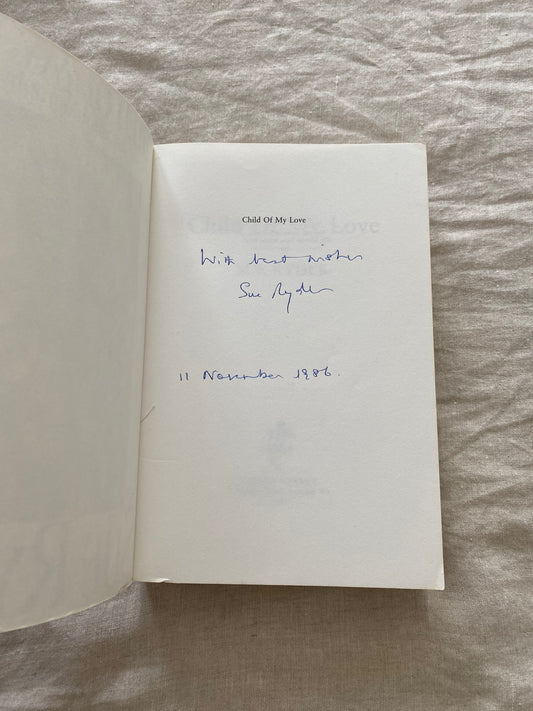 Child Of My Love
With best wishes
Sue Ryder
11 November 1986.